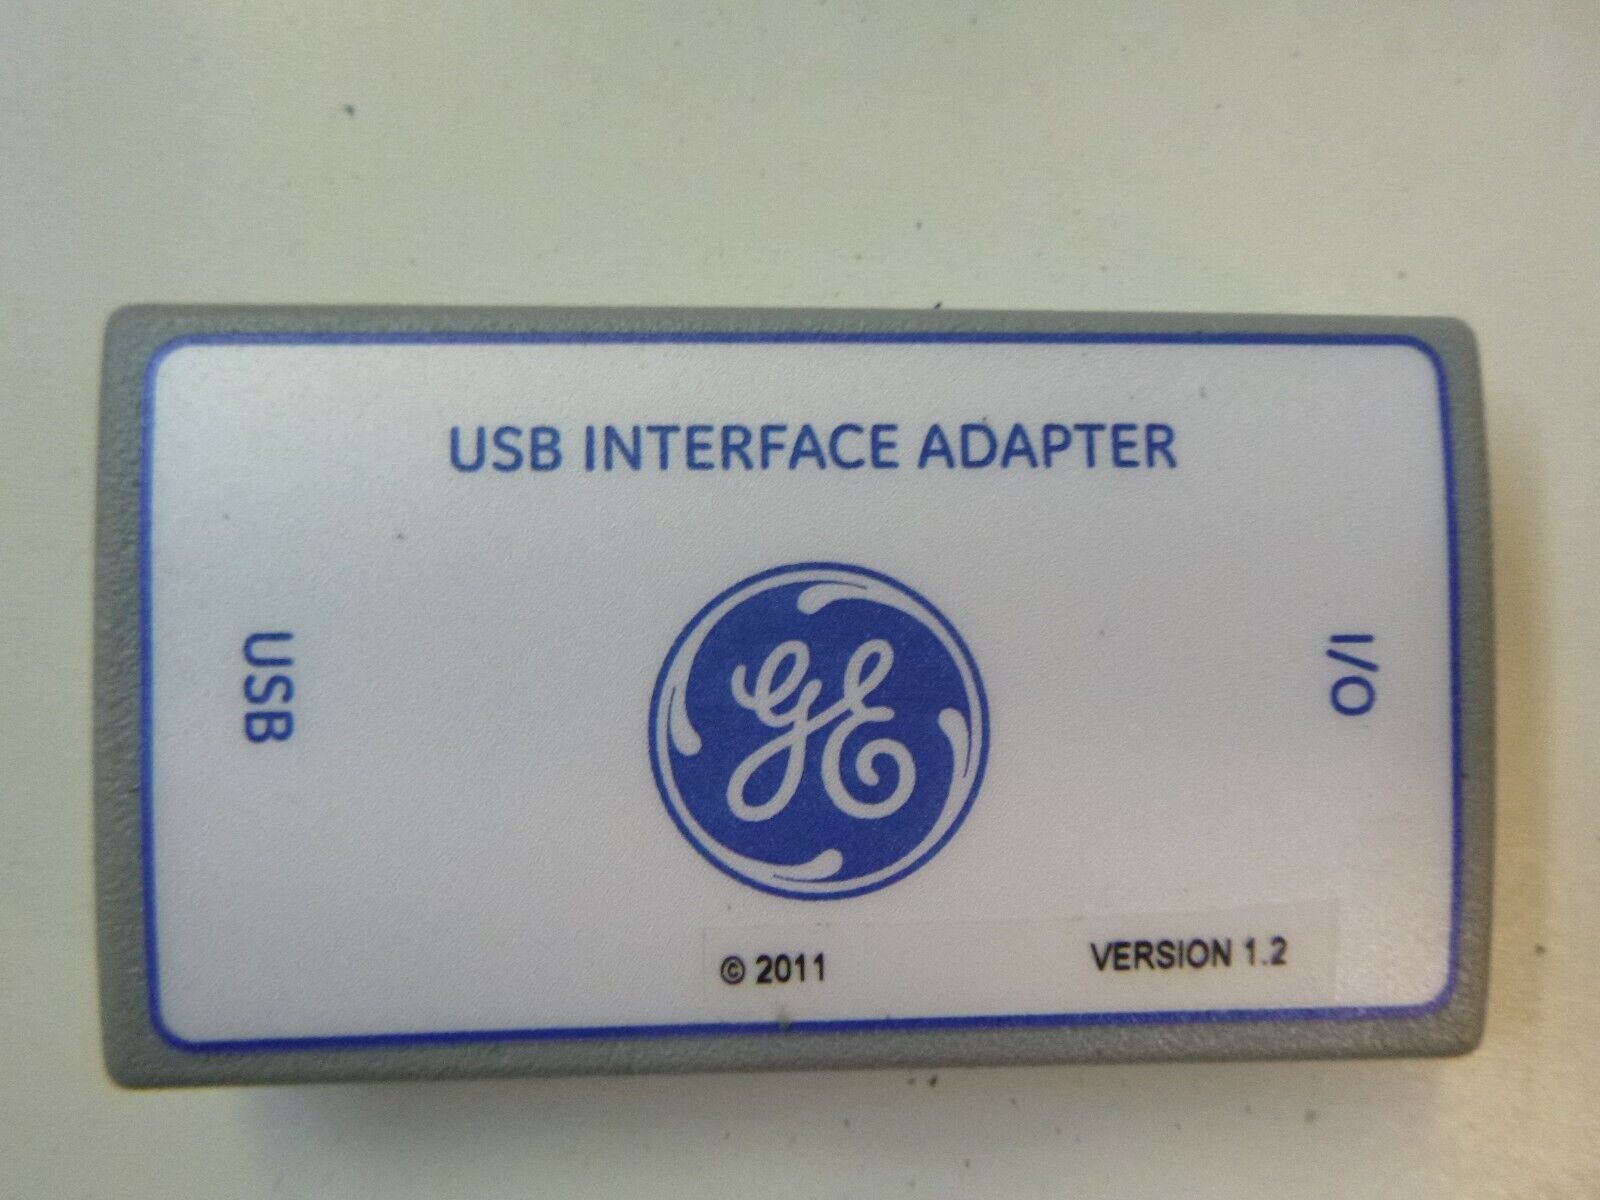 USB INTERFACE ADAPTER
USB
GE
I/O
© 2011 VERSION 1.2